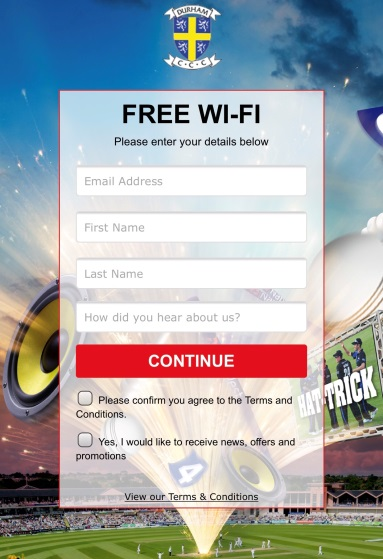 DURHAM
C·C·C
FREE WI-FI
Please enter your details below
Email Address
First Name
Last Name
How did you hear about us?
CONTINUE
Please confirm you agree to the Terms and
Conditions.
Yes, I would like to receive news, offers and
promotions
View our Terms & Conditions
HAT-TRICK
4